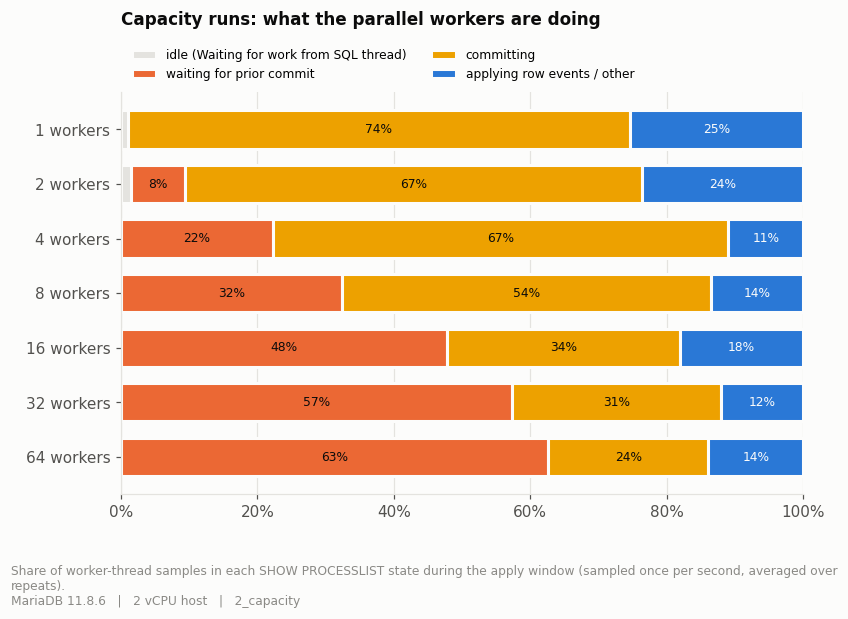 Capacity runs: what the parallel workers are doing
idle (Waiting for work from SQL thread)
committing
waiting for prior commit
applying row events / other
1 workers
74%
25%
2 workers
8%
67%
24%
4 workers
22%
67%
11%
8 workers
32%
54%
14%
16 workers
48%
34%
18%
32 workers
57%
31%
12%
64 workers
63%
24%
14%
0%
20%
40%
60%
80%
100%
Share of worker-thread samples in each SHOW PROCESSLIST state during the apply window (sampled once per second, averaged over
repeats).
MariaDB 11.8.6 | 2 vCPU host | 2_capacity